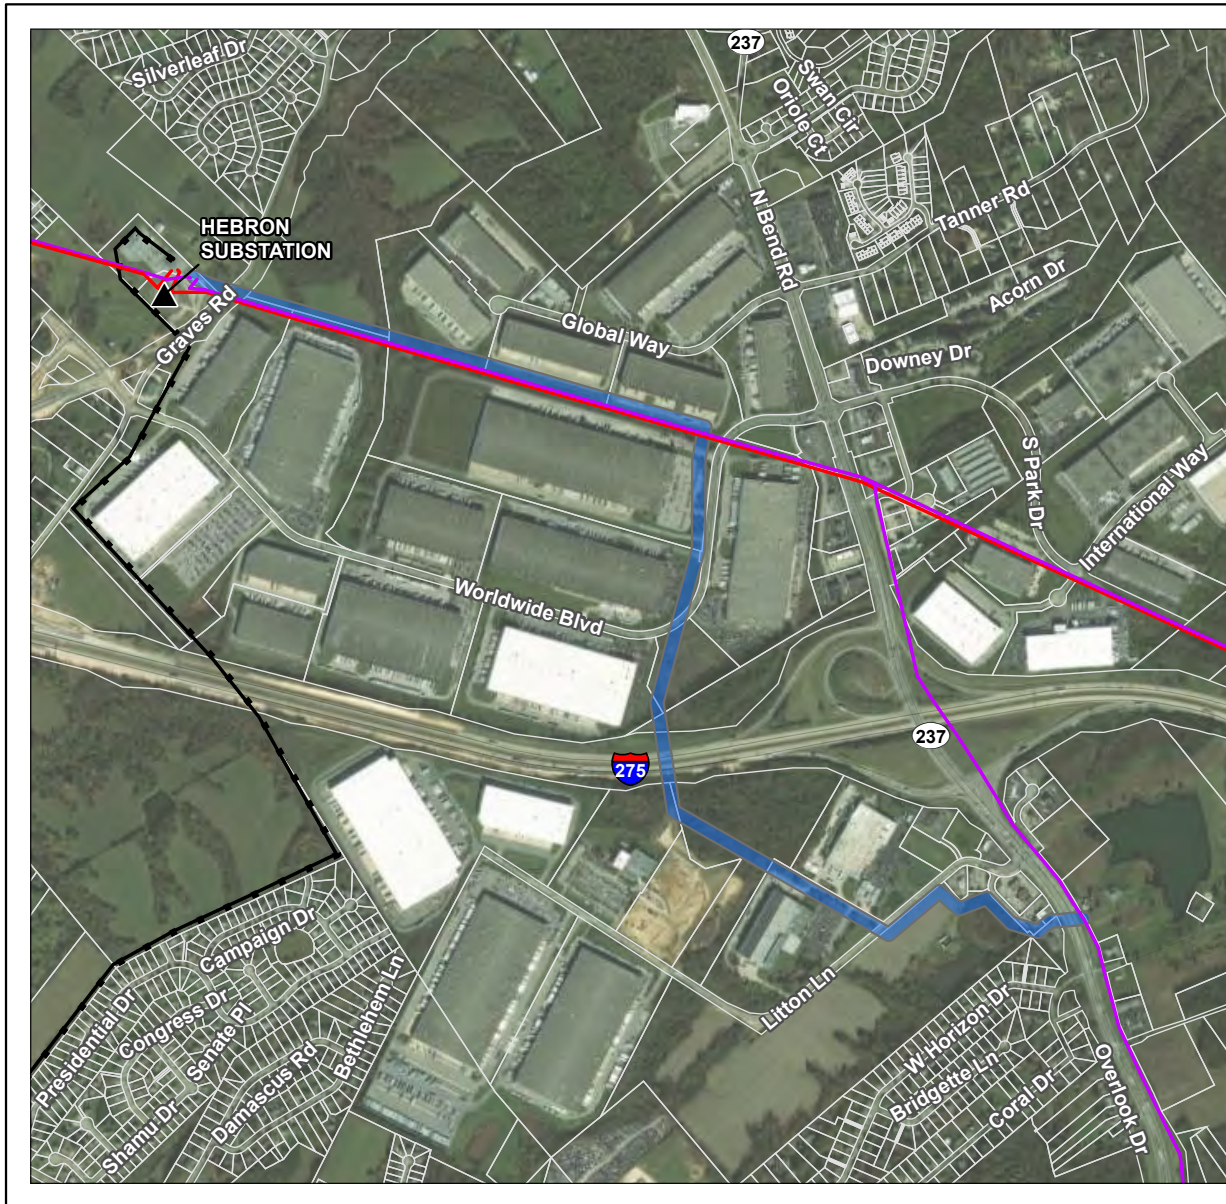 237
Silverleaf Dr
Swan Cir
Oriole Ct
HEBRON
SUBSTATION
N Bend Rd
Tanner Rd
Acorn Dr
Graves Rd
Global Way
Downey Dr
S Park Dr
International Way
Worldwide Blvd
237
275
Campaign Dr
Presidential Dr
Congress Dr
Senate Pl
Bethlehem Ln
Damascus Rd
Shamu Dr
Litton Ln
W Horizon Dr
Bridgette Ln
Coral Dr
Overlook Dr